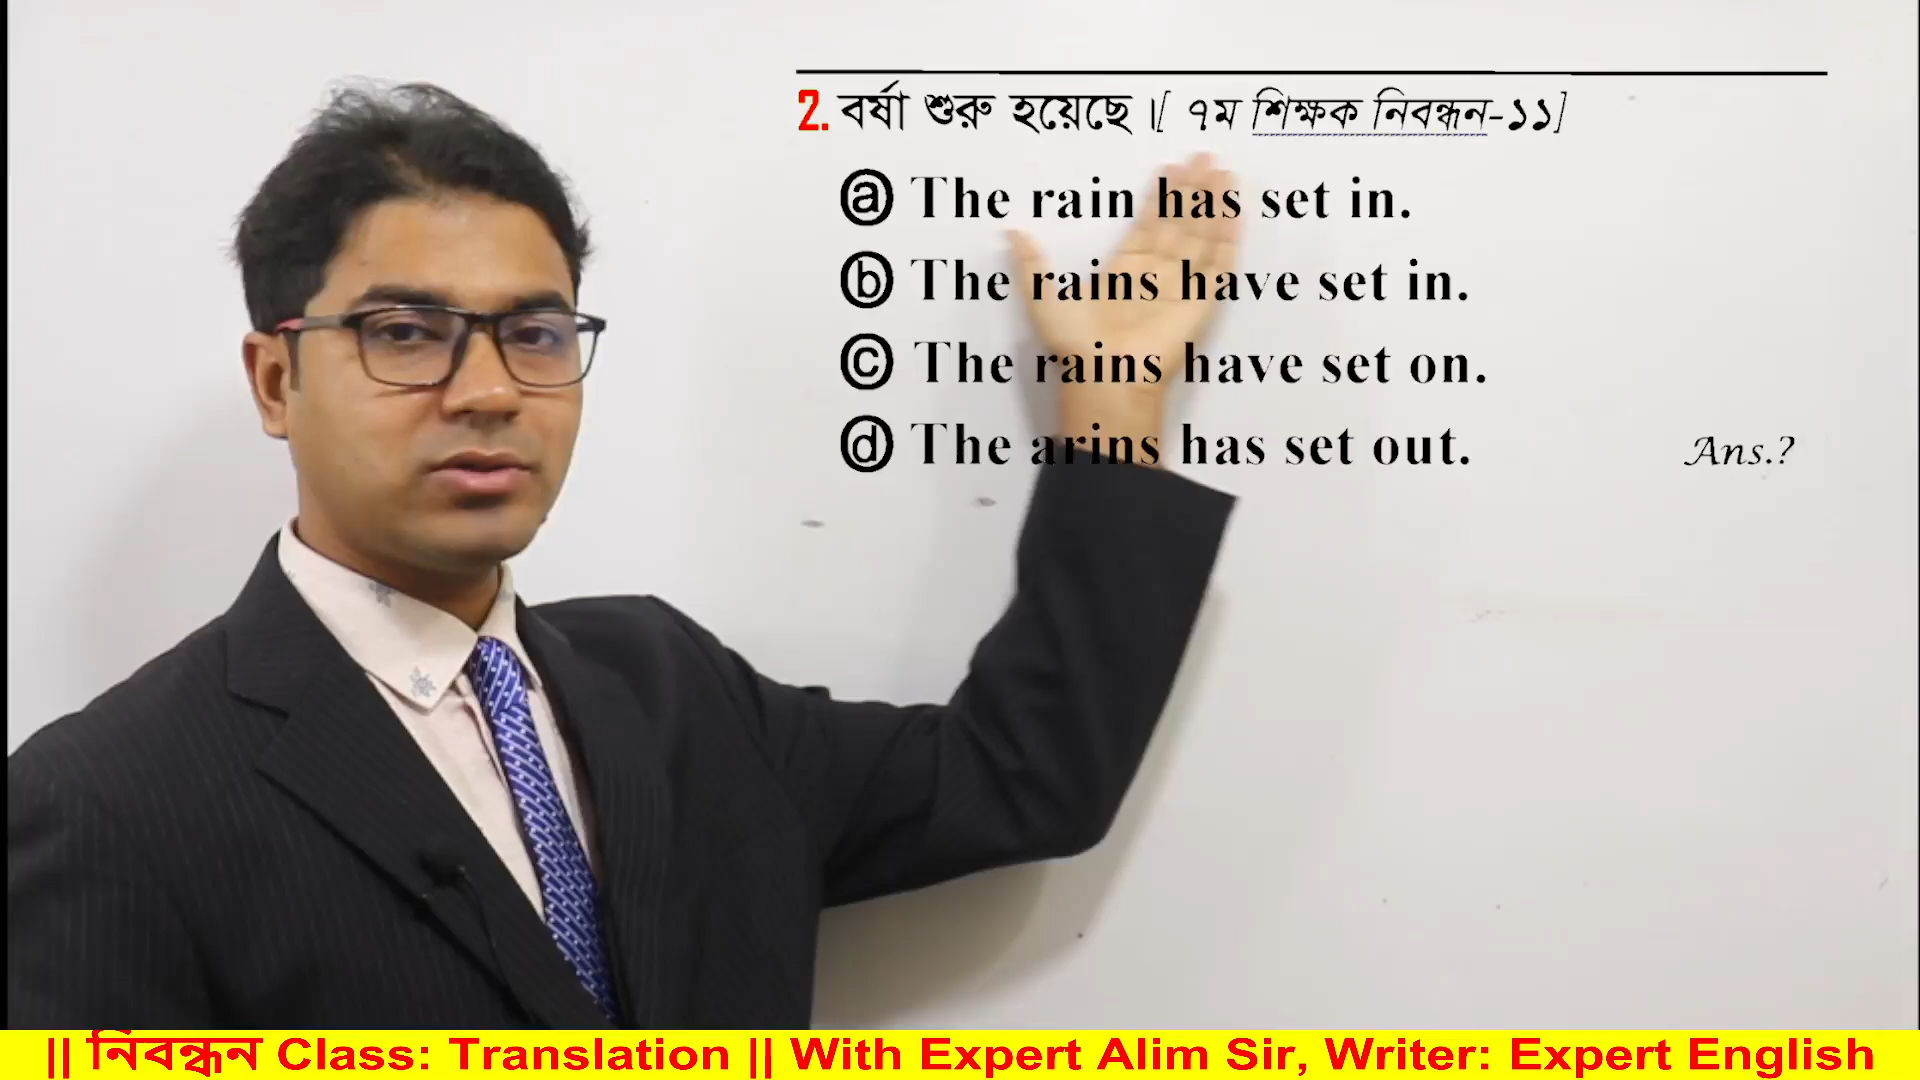 2. বর্ষা শুরু হয়েছে।[ ৭ম শিক্ষক নিবন্ধন-১১]
ⓐ The rain has set in.
ⓑ The rains have set in.
ⓒ The rains have set on.
ⓓ The arins has set out. Ans.?
|| নিবন্ধন Class: Translation || With Expert Alim Sir, Writer: Expert English